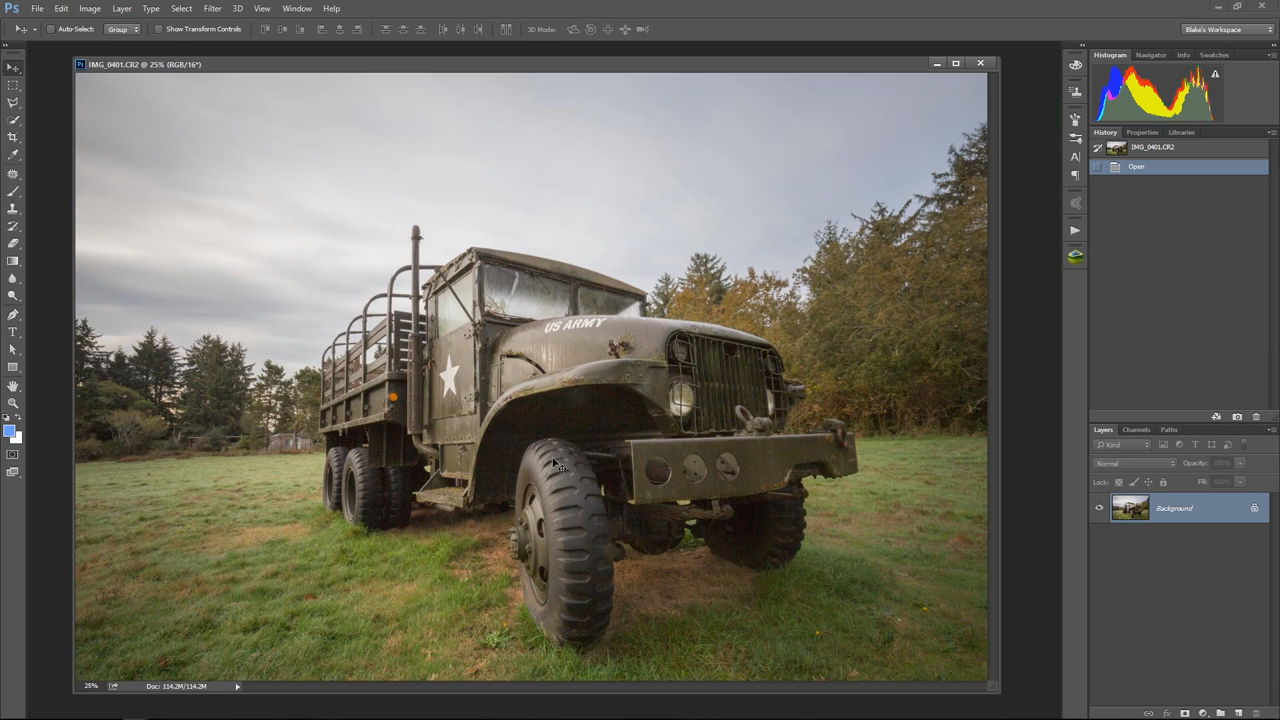 Ps File Edit Image Layer Type Select Filter 3D View Window Help
Auto-Select: Group Show Transform Controls 3D Mode: Blake's Workspace
IMG_0401.CR2 @ 25% (RGB/16*)
Histogram Navigator Info Swatches
History Properties Libraries
IMG_0401.CR2
Open
US ARMY
Layers Channels Paths
Kind
Normal Opacity: 100%
Lock: Fill: 100%
Background
25% Doc: 114.2M/114.2M